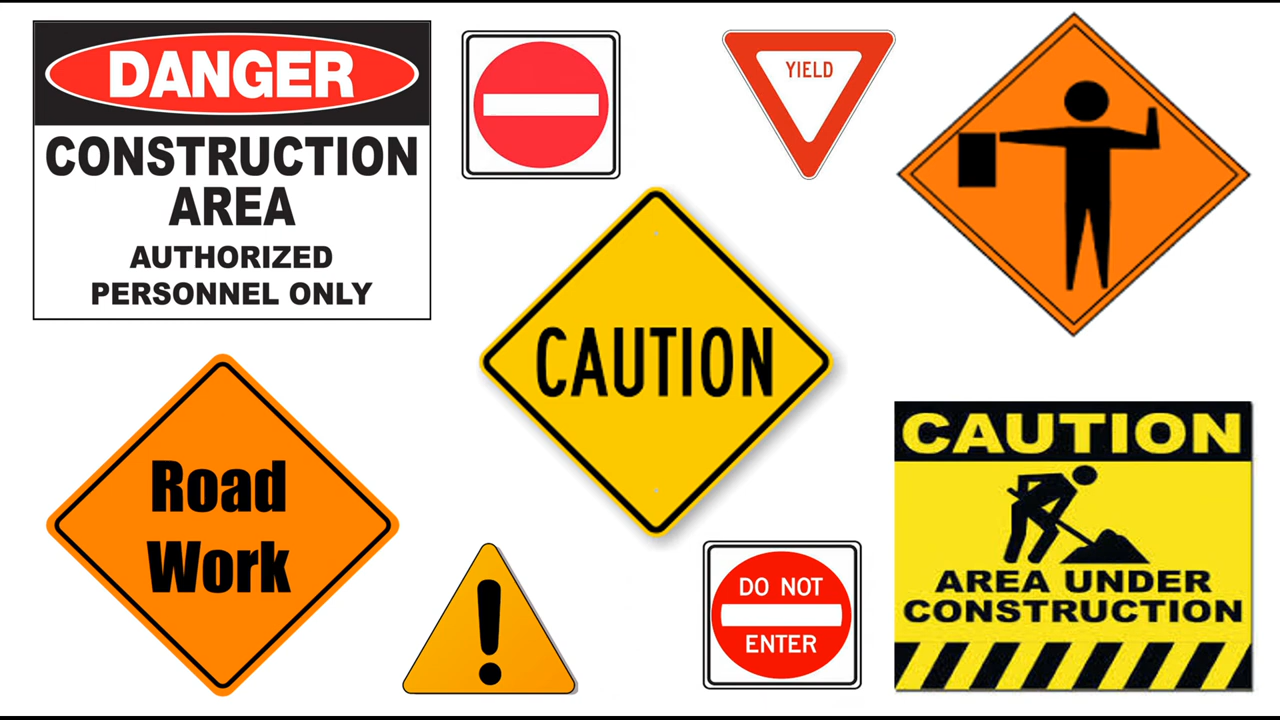 DANGER
CONSTRUCTION
AREA
AUTHORIZED
PERSONNEL ONLY
YIELD
CAUTION
Road
Work
!
DO NOT
ENTER
CAUTION
AREA UNDER
CONSTRUCTION